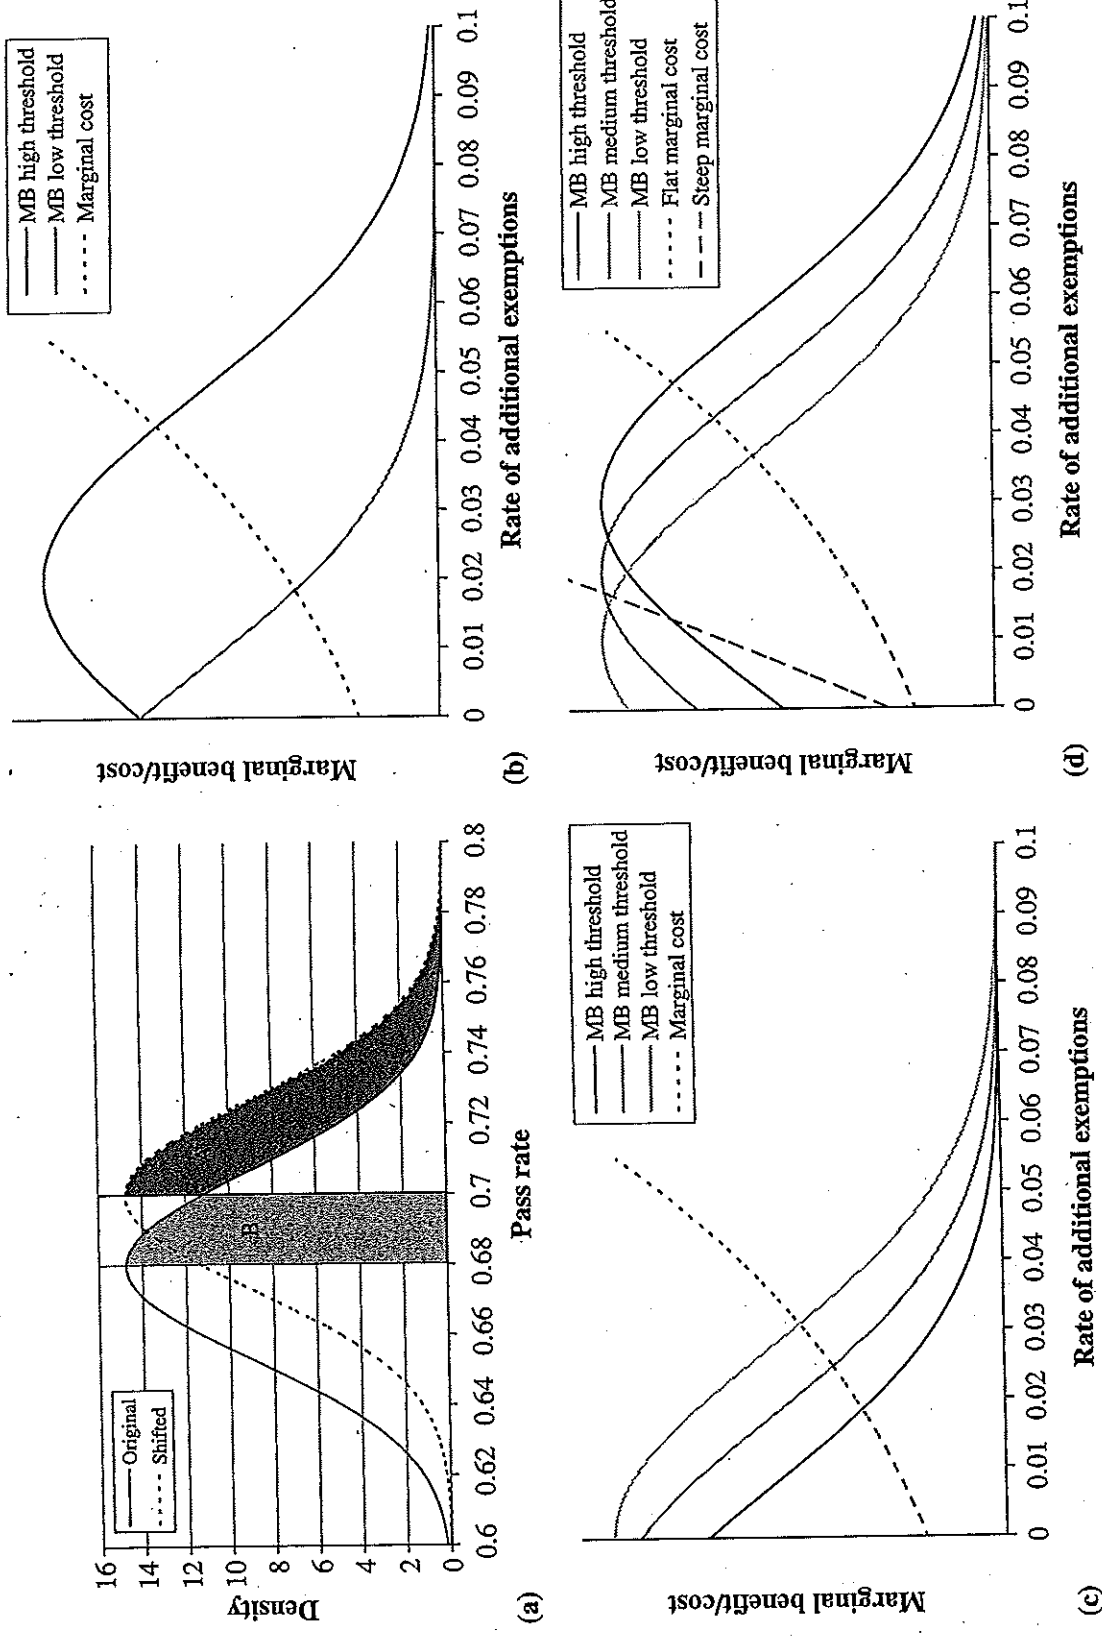 Original
Shifted
Density
16
14
12
10
8
6
4
2
0
B
0.6
0.62
0.64
0.66
0.68
0.7
0.72
0.74
0.76
0.78
0.8
Pass rate
(a)
MB high threshold
MB low threshold
Marginal cost
Marginal benefit/cost
0
0.01
0.02
0.03
0.04
0.05
0.06
0.07
0.08
0.09
0.1
Rate of additional exemptions
(b)
MB high threshold
MB medium threshold
MB low threshold
Marginal cost
Marginal benefit/cost
0
0.01
0.02
0.03
0.04
0.05
0.06
0.07
0.08
0.09
0.1
Rate of additional exemptions
(c)
MB high threshold
MB medium threshold
MB low threshold
Flat marginal cost
Steep marginal cost
Marginal benefit/cost
0
0.01
0.02
0.03
0.04
0.05
0.06
0.07
0.08
0.09
0.1
Rate of additional exemptions
(d)